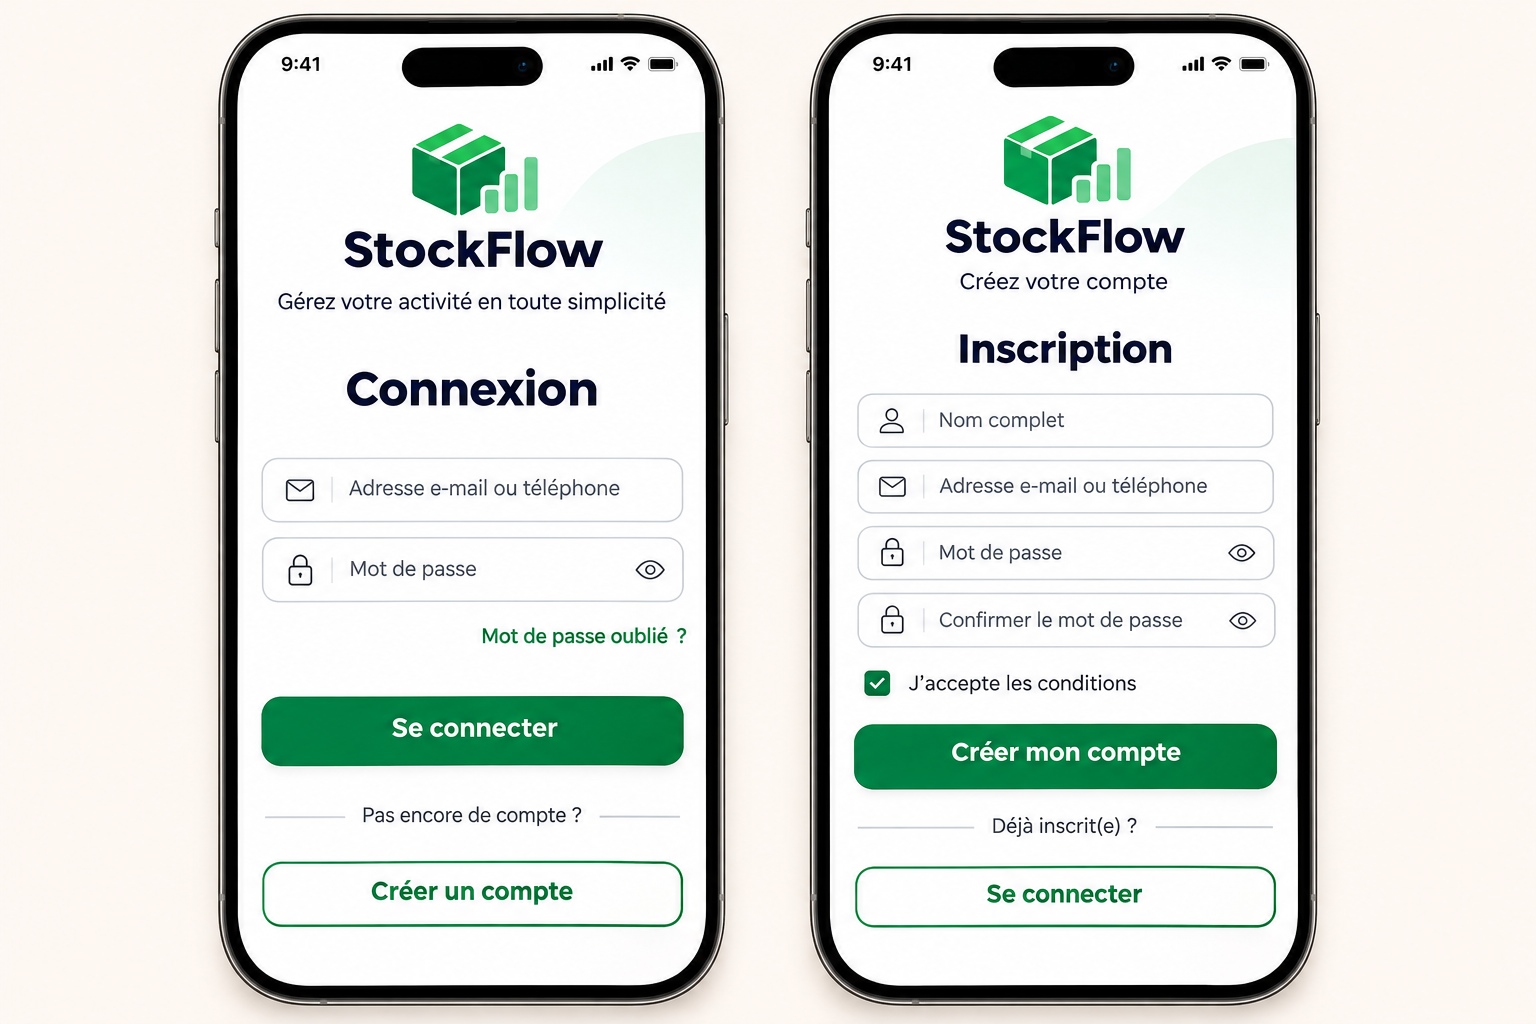 9:41
StockFlow
Gérez votre activité en toute simplicité
Connexion
Adresse e-mail ou téléphone
Mot de passe
Mot de passe oublié ?
Se connecter
Pas encore de compte ?
Créer un compte
9:41
StockFlow
Créez votre compte
Inscription
Nom complet
Adresse e-mail ou téléphone
Mot de passe
Confirmer le mot de passe
J'accepte les conditions
Créer mon compte
Déjà inscrit(e) ?
Se connecter